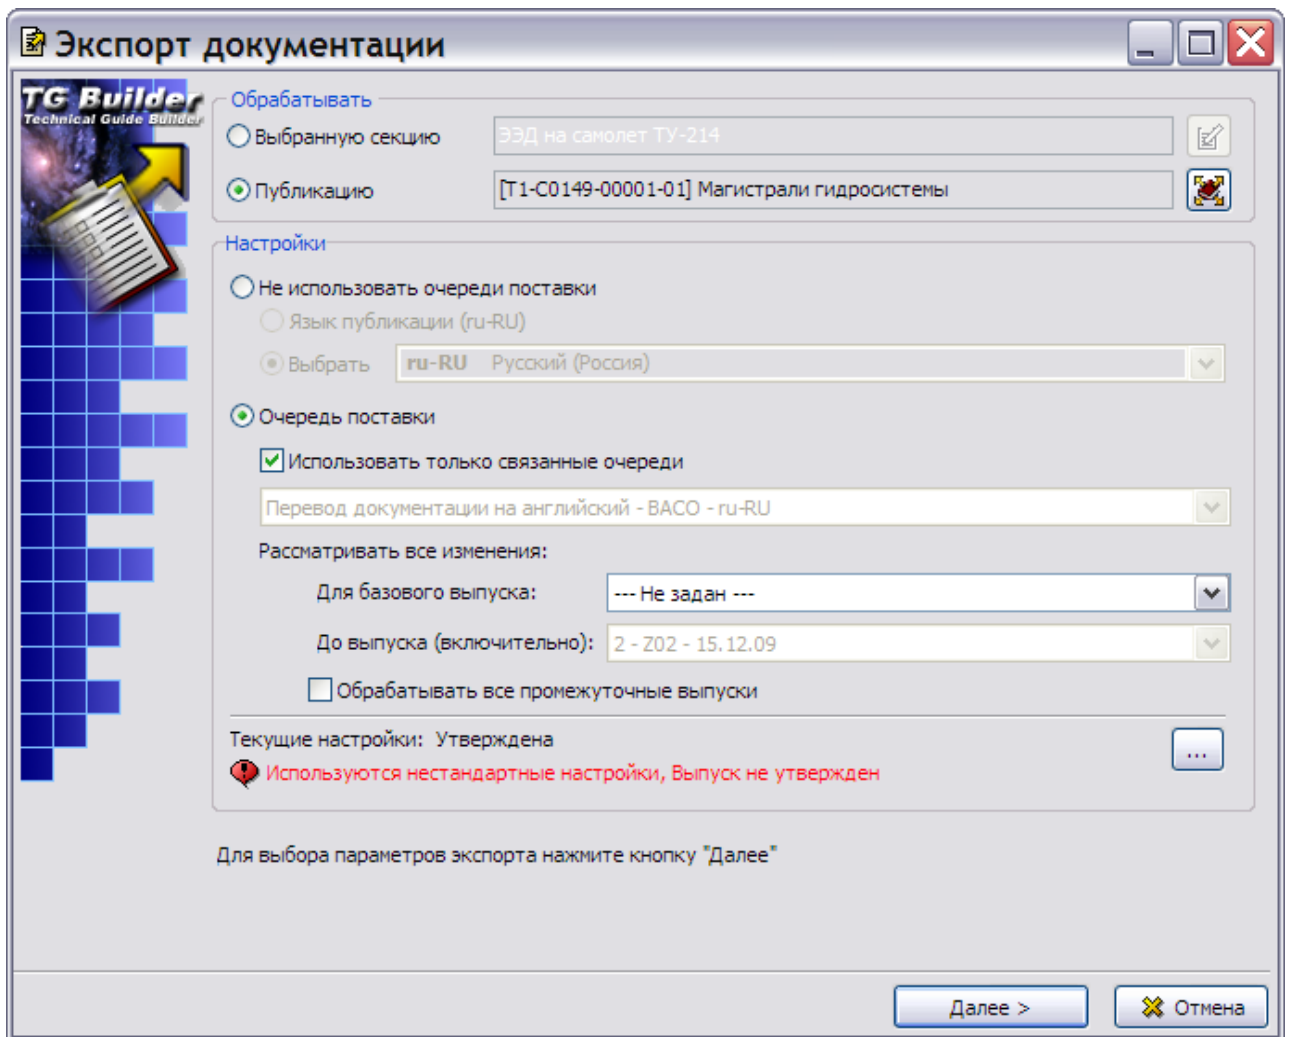 Экспорт документации
TG Builder
Technical Guide Builder
Обрабатывать
Выбранную секцию ЭЭД на самолет ТУ-214
Публикацию [T1-C0149-00001-01] Магистрали гидросистемы
Настройки
Не использовать очереди поставки
Язык публикации (ru-RU)
Выбрать ru-RU Русский (Россия)
Очередь поставки
Использовать только связанные очереди
Перевод документации на английский - ВАСО - ru-RU
Рассматривать все изменения:
Для базового выпуска: --- Не задан ---
До выпуска (включительно): 2 - Z02 - 15.12.09
Обрабатывать все промежуточные выпуски
Текущие настройки: Утверждена ...
Используются нестандартные настройки, Выпуск не утвержден
Для выбора параметров экспорта нажмите кнопку "Далее"
Далее > Отмена